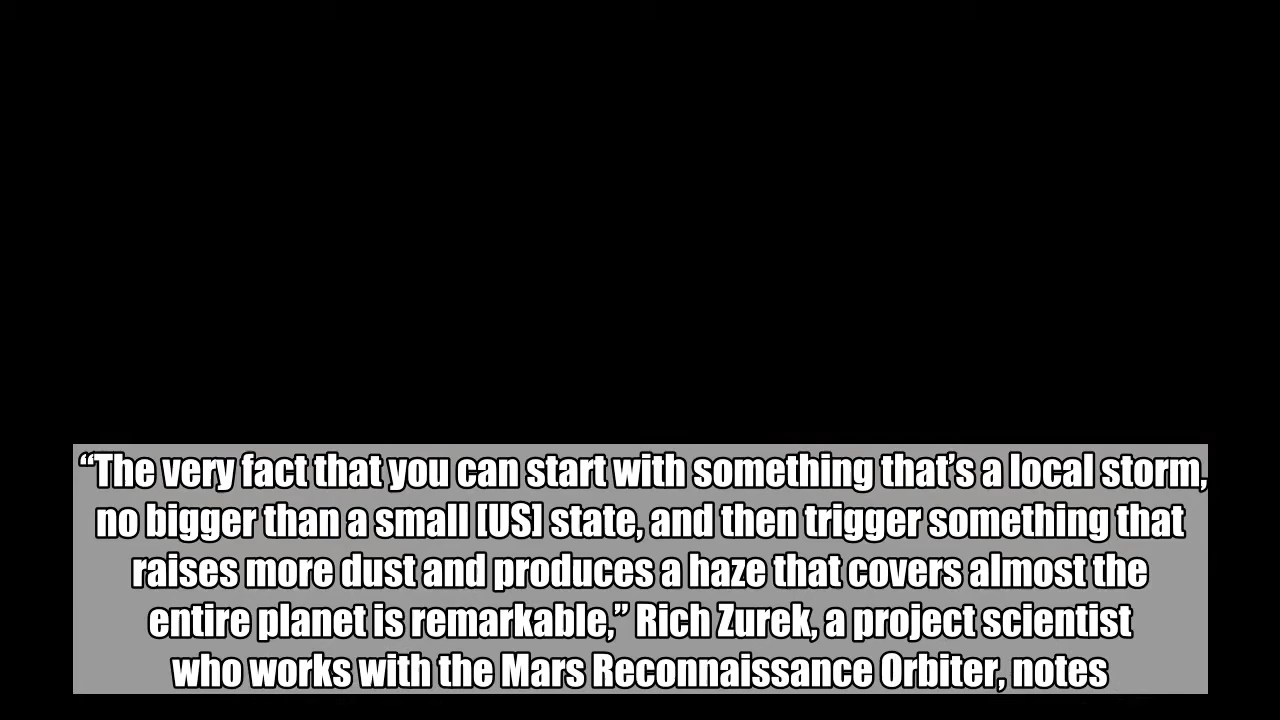 “The very fact that you can start with something that’s a local storm,
no bigger than a small [US] state, and then trigger something that
raises more dust and produces a haze that covers almost the
entire planet is remarkable,” Rich Zurek, a project scientist
who works with the Mars Reconnaissance Orbiter, notes